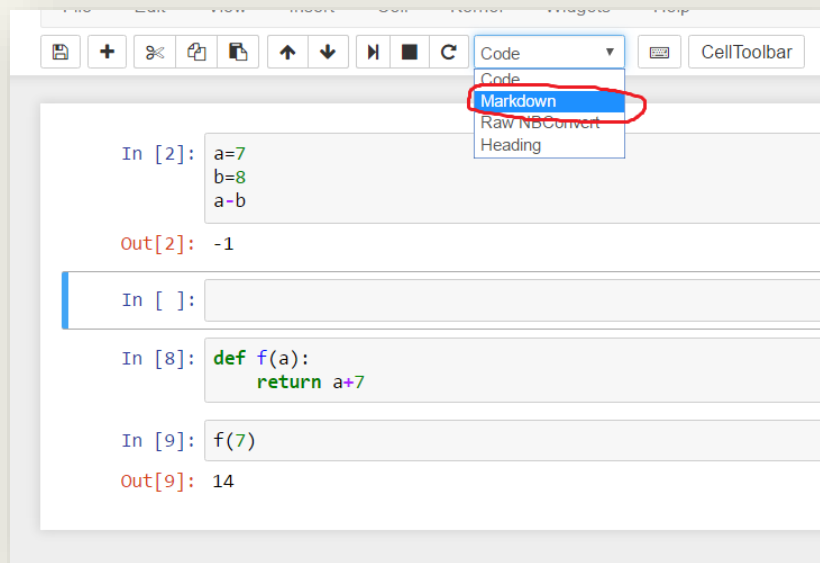 Code CellToolbar
Code
Markdown
Raw NBConvert
Heading
In [2]: a=7
b=8
a-b
Out[2]: -1
In [ ]:
In [8]: def f(a):
return a+7
In [9]: f(7)
Out[9]: 14